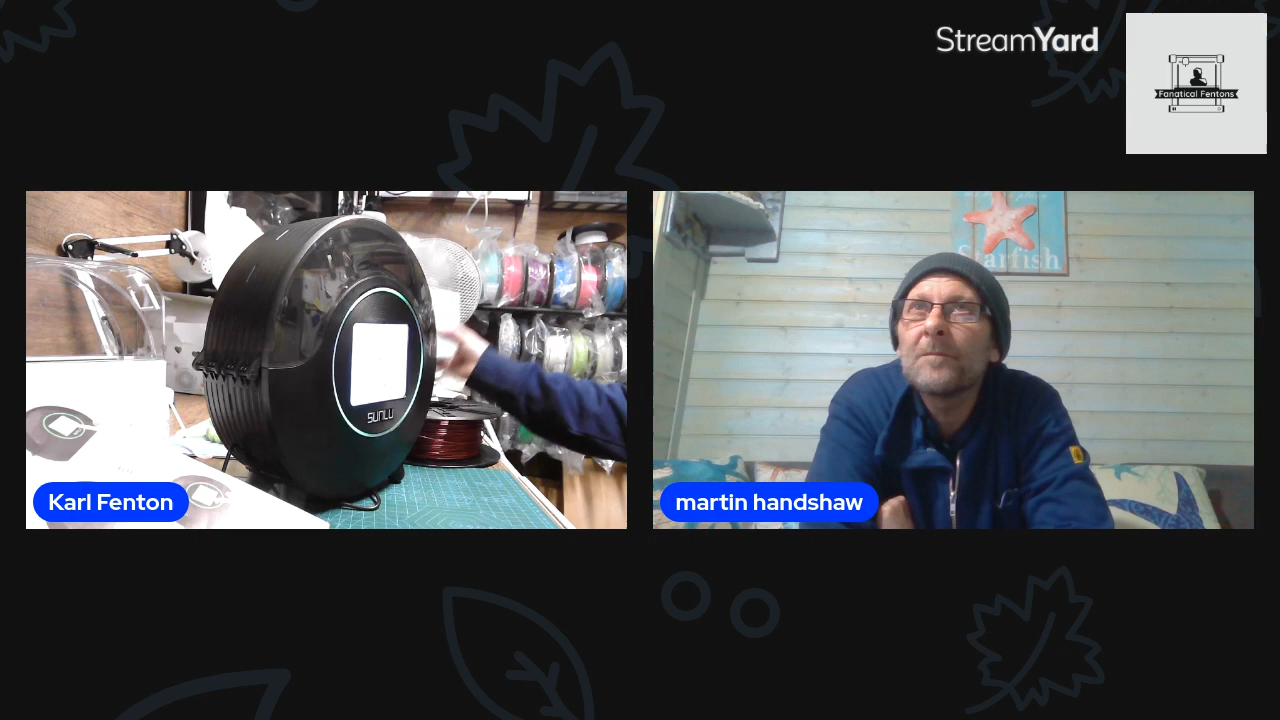 StreamYard
Fanatical Fentons
Starfish
SUNLU
Karl Fenton
martin handshaw